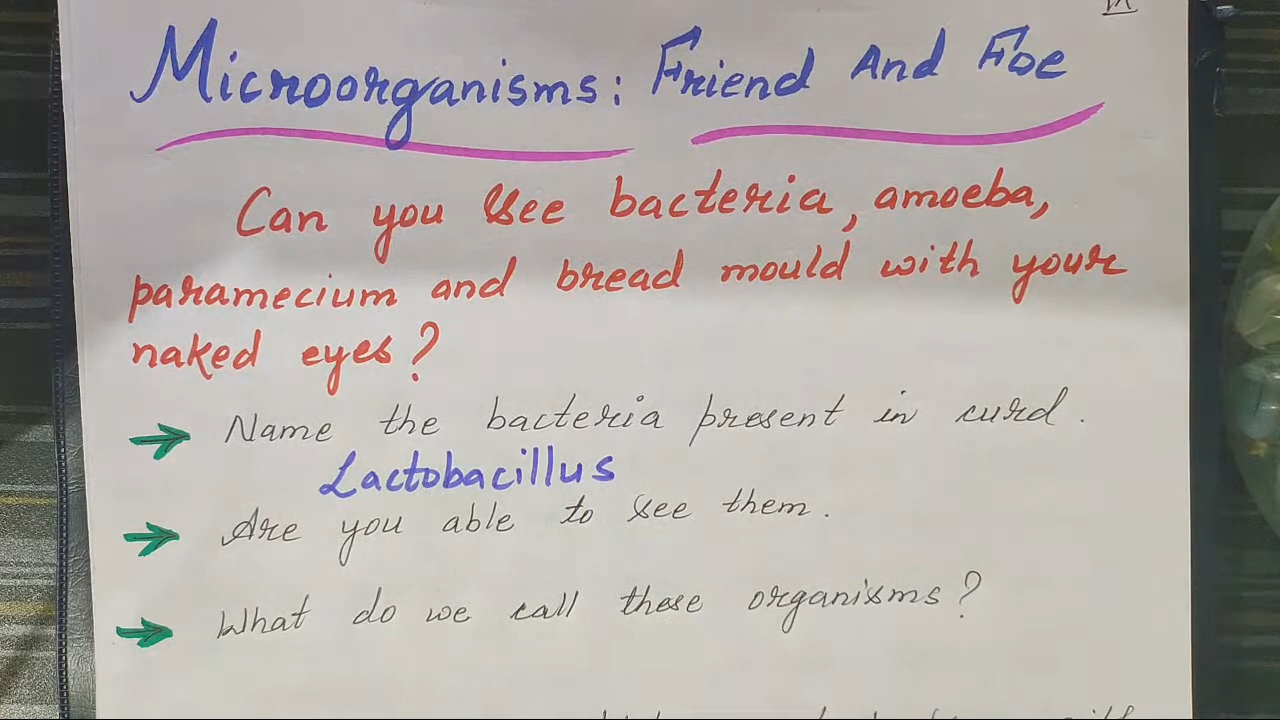 Microorganisms: Friend And Foe
Can you see bacteria, amoeba,
paramecium and bread mould with your
naked eyes?
Name the bacteria present in curd.
Lactobacillus
Are you able to see them.
What do we call these organisms?